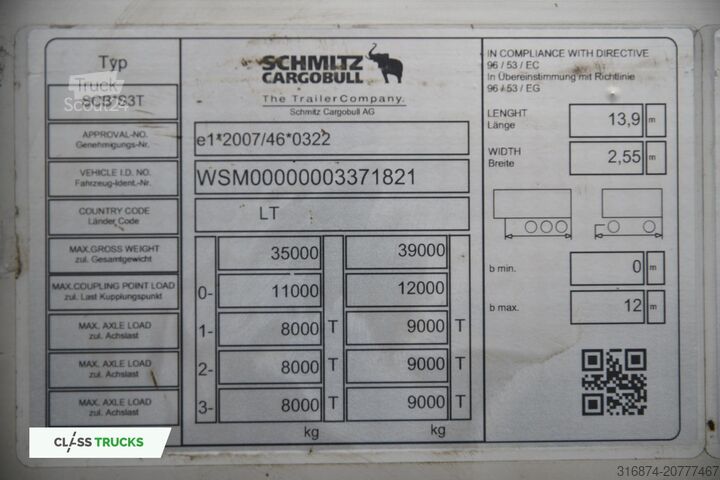 Typ
SCB*S3T
Truck
Scout24
APPROVAL-NO.
Genehmigungs-Nr.
VEHICLE I.D. NO.
Fahrzeug-Ident.-Nr.
COUNTRY CODE
Länder Code
MAX.GROSS WEIGHT
zul. Gesamtgewicht
MAX.COUPLING POINT LOAD
zul. Last Kupplungspunkt
MAX. AXLE LOAD
zul. Achslast
MAX. AXLE LOAD
zul. Achslast
MAX. AXLE LOAD
zul. Achslast
SCHMITZ
CARGOBULL
The TrailerCompany.
Schmitz Cargobull AG
e1*2007/46*0322
WSM00000003371821
LT
35000 39000
0- 11000 12000
1- 8000 T 9000 T
2- 8000 T 9000 T
3- 8000 T 9000 T
kg kg
IN COMPLIANCE WITH DIRECTIVE
96 / 53 / EC
in Übereinstimmung mit Richtlinie
96 / 53 / EG
LENGHT
Länge
13,9 m
WIDTH
Breite
2,55 m
b min. 0 m
b max. 12 m
CLASSTRUCKS
316874-20777467